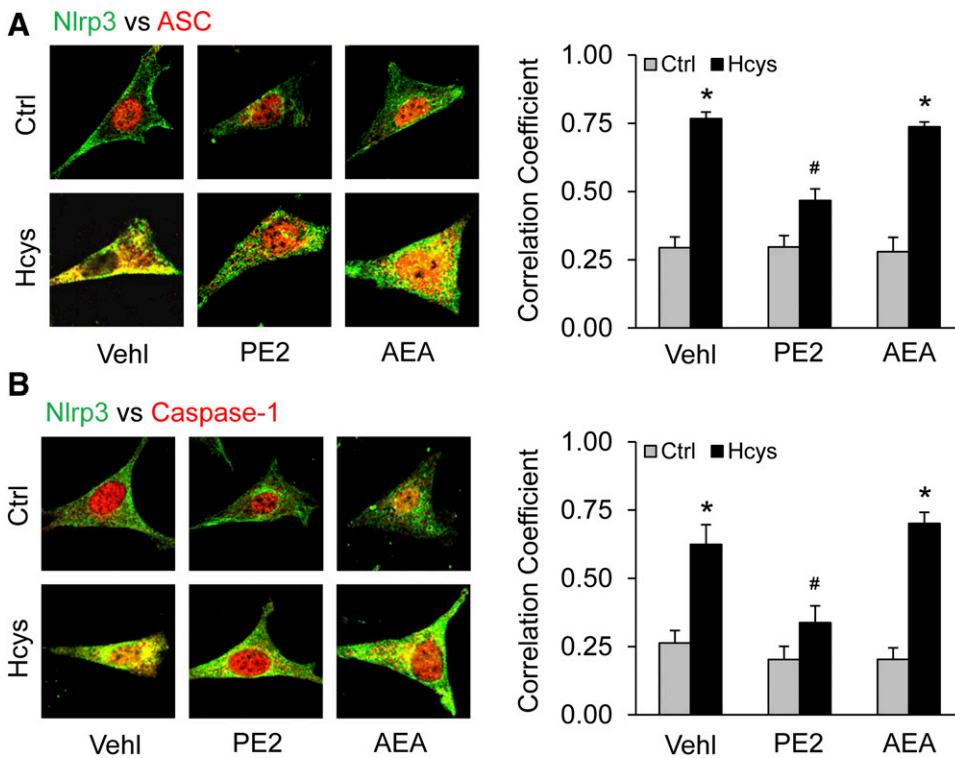 A
Nlrp3 vs ASC
Ctrl
Hcys
Vehl PE2 AEA
Correlation Coefficient
1.00
0.75
0.50
0.25
0.00
Ctrl Hcys
* # *
Vehl PE2 AEA
B
Nlrp3 vs Caspase-1
Ctrl
Hcys
Vehl PE2 AEA
Correlation Coefficient
1.00
0.75
0.50
0.25
0.00
Ctrl Hcys
* # *
Vehl PE2 AEA